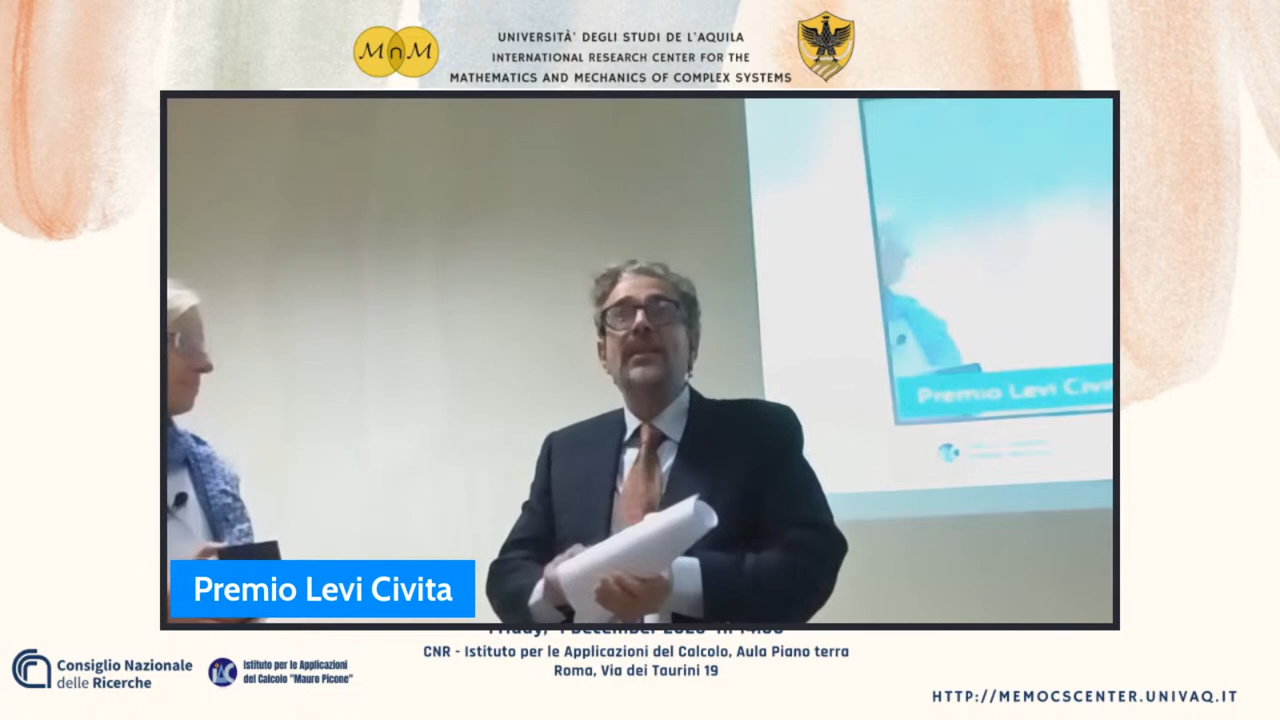 MnM
UNIVERSITÀ' DEGLI STUDI DE L'AQUILA
INTERNATIONAL RESEARCH CENTER FOR THE
MATHEMATICS AND MECHANICS OF COMPLEX SYSTEMS
Premio Levi Civi
Premio Levi Civita
CNR - Istituto per le Applicazioni del Calcolo, Aula Piano terra
Roma, Via dei Taurini 19
Consiglio Nazionale
delle Ricerche
IAC
Istituto per le Applicazioni
del Calcolo "Mauro Picone"
HTTP://MEMOCSCENTER.UNIVAQ.IT